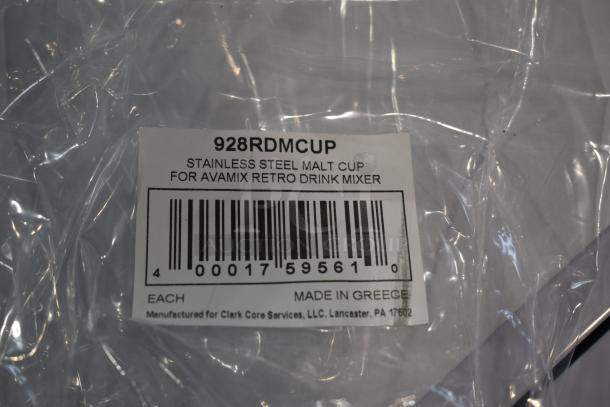 928RDMCUP
STAINLESS STEEL MALT CUP
FOR AVAMIX RETRO DRINK MIXER
4 00017 59561 0
EACH MADE IN GREECE
Manufactured for Clark Core Services, LLC, Lancaster, PA 17602